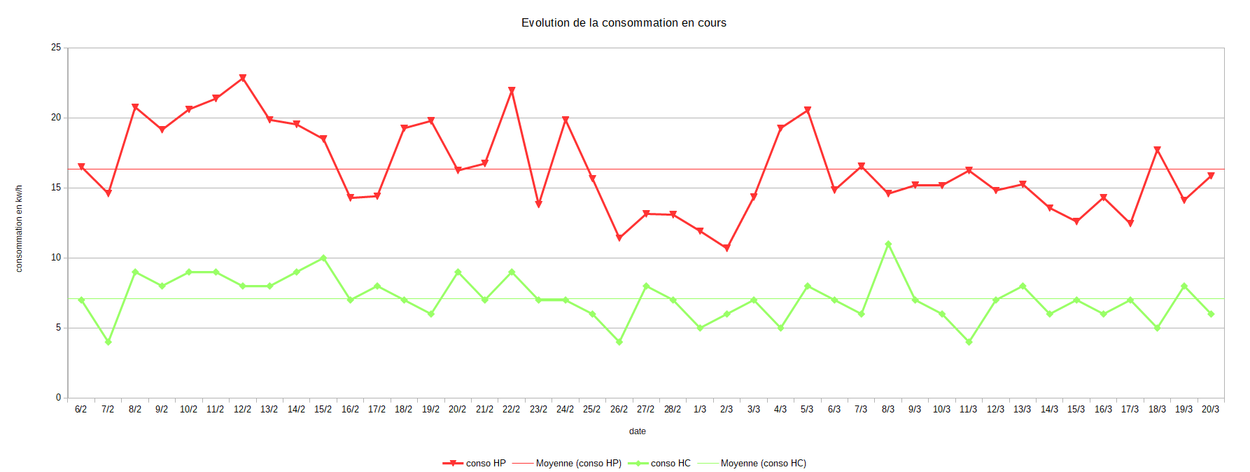 Evolution de la consommation en cours
25
20
15
10
5
0
consommation en kw/h
6/2 7/2 8/2 9/2 10/2 11/2 12/2 13/2 14/2 15/2 16/2 17/2 18/2 19/2 20/2 21/2 22/2 23/2 24/2 25/2 26/2 27/2 28/2 1/3 2/3 3/3 4/3 5/3 6/3 7/3 8/3 9/3 10/3 11/3 12/3 13/3 14/3 15/3 16/3 17/3 18/3 19/3 20/3
date
conso HP Moyenne (conso HP) conso HC Moyenne (conso HC)